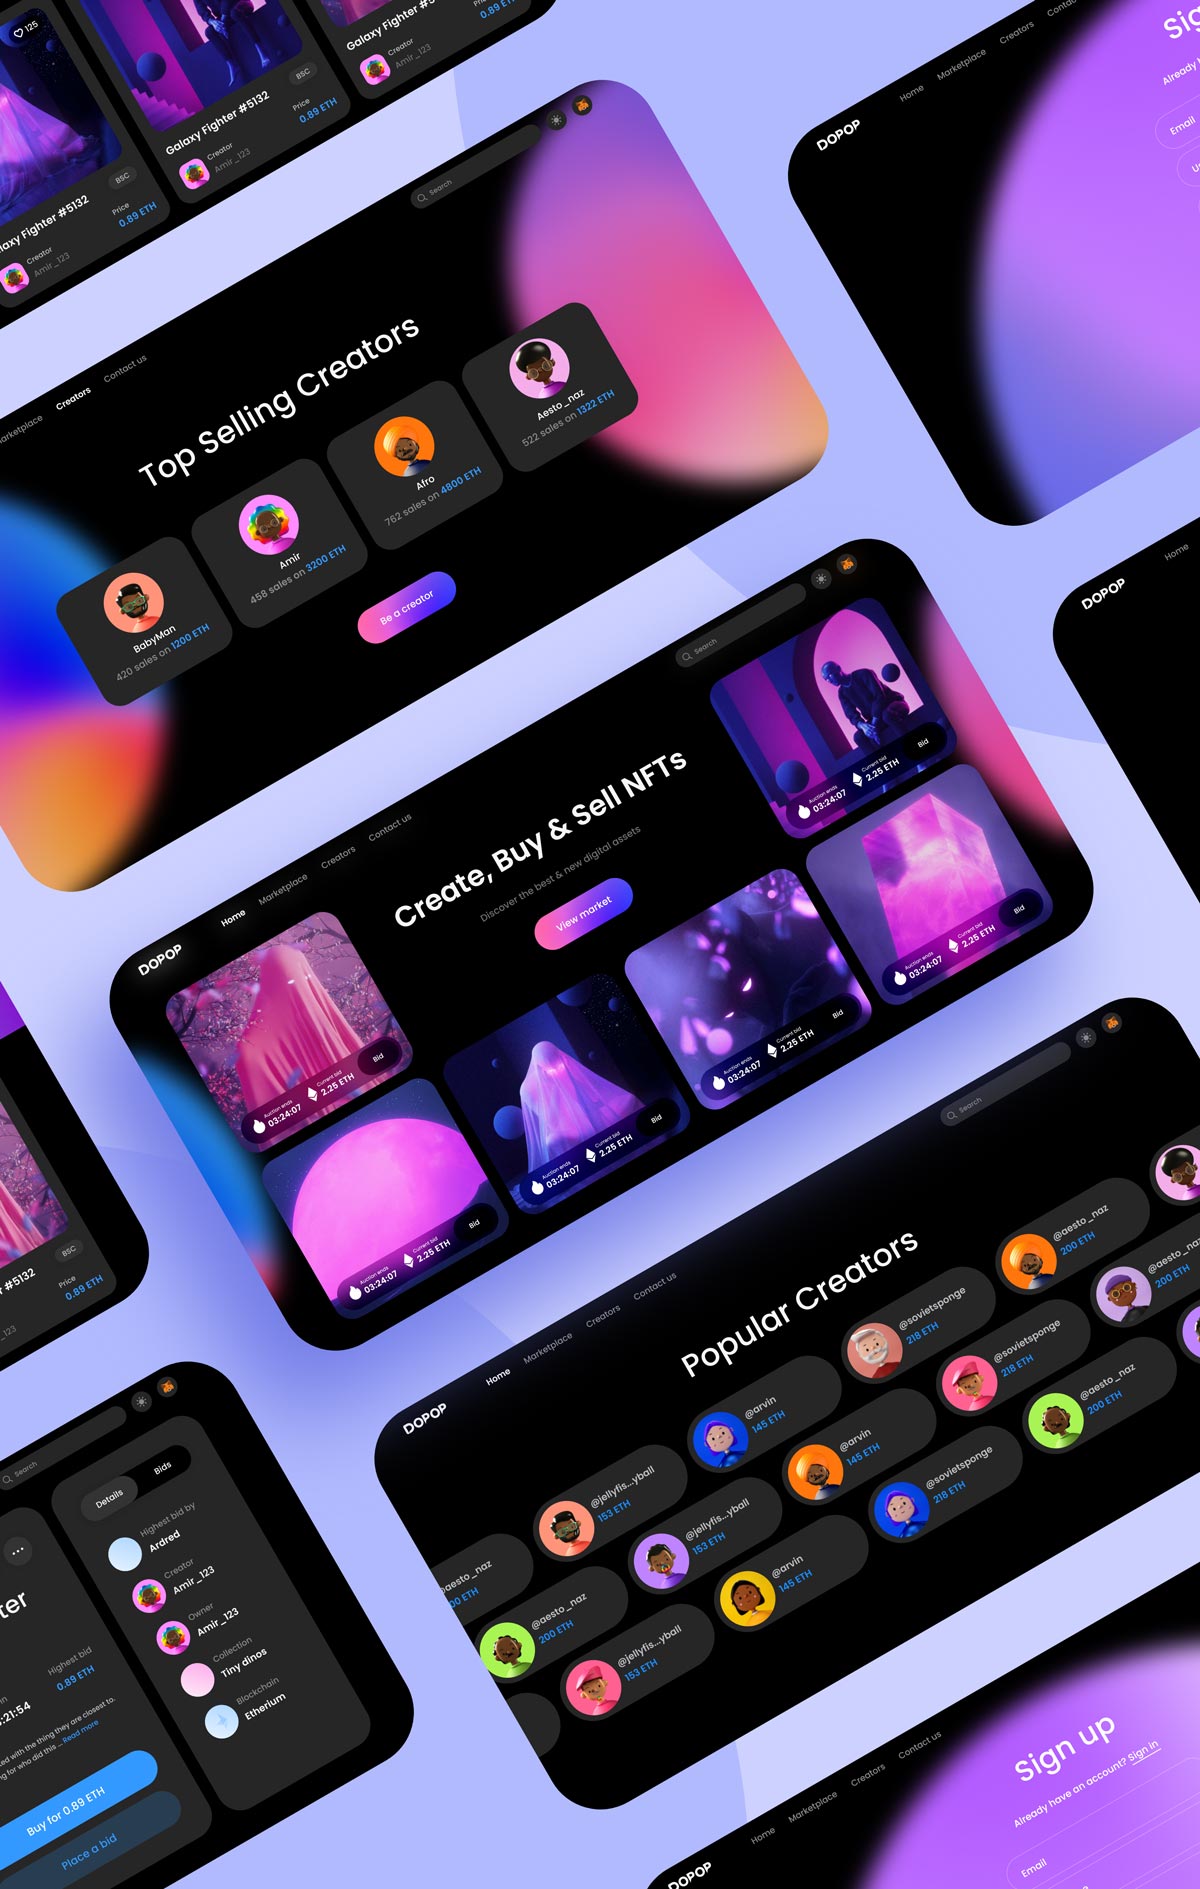 125
Galaxy Fighter #5132
BSC
Creator
Amir_123
Price
0.89 ETH
Galaxy Fighter #5132
BSC
Creator
Amir_123
Price
0.89 ETH
Creator
Amir_123
0.89 ETH
Marketplace
Creators
Contact us
Search
Top Selling Creators
BabyMan
420 sales on 1200 ETH
Amir
458 sales on 3200 ETH
Afro
762 sales on 4800 ETH
Aesto_naz
522 sales on 1322 ETH
Be a creator
DOPOP
Home
Marketplace
Creators
Already
Email
DOPOP
Home
DOPOP
Home
Marketplace
Creators
Contact us
Search
Create, Buy & Sell NFTs
Discover the best & new digital assets
View market
Auction ends
03:24:07
Current bid
2.25 ETH
Bid
Auction ends
03:24:07
Current bid
2.25 ETH
Bid
Auction ends
03:24:07
Current bid
2.25 ETH
Bid
Auction ends
03:24:07
Current bid
2.25 ETH
Bid
Auction ends
03:24:07
Current bid
2.25 ETH
Bid
Auction ends
03:24:07
Current bid
2.25 ETH
Bid
#5132
BSC
Price
0.89 ETH
DOPOP
Home
Marketplace
Creators
Contact us
Search
Popular Creators
@aesto_naz
@jellyfis...yball
153 ETH
@arvin
145 ETH
@sovietsponge
218 ETH
@aesto_naz
200 ETH
@aesto_naz
200 ETH
@jellyfis...yball
153 ETH
@arvin
145 ETH
@sovietsponge
218 ETH
@aesto_naz
200 ETH
@jellyfis...yball
153 ETH
@arvin
145 ETH
@sovietsponge
218 ETH
@aesto_naz
200 ETH
Search
Details
Bids
Highest bid by
Ardred
Creator
Amir_123
Owner
Amir_123
Collection
Tiny dinos
Blockchain
Etherium
Highest bid
0.89 ETH
:21:54
with the thing they are closest to.
for who did this ... Read more
Buy for 0.89 ETH
Place a bid
DOPOP
Home
Marketplace
Creators
Contact us
Sign up
Already have an account? Sign in
Email